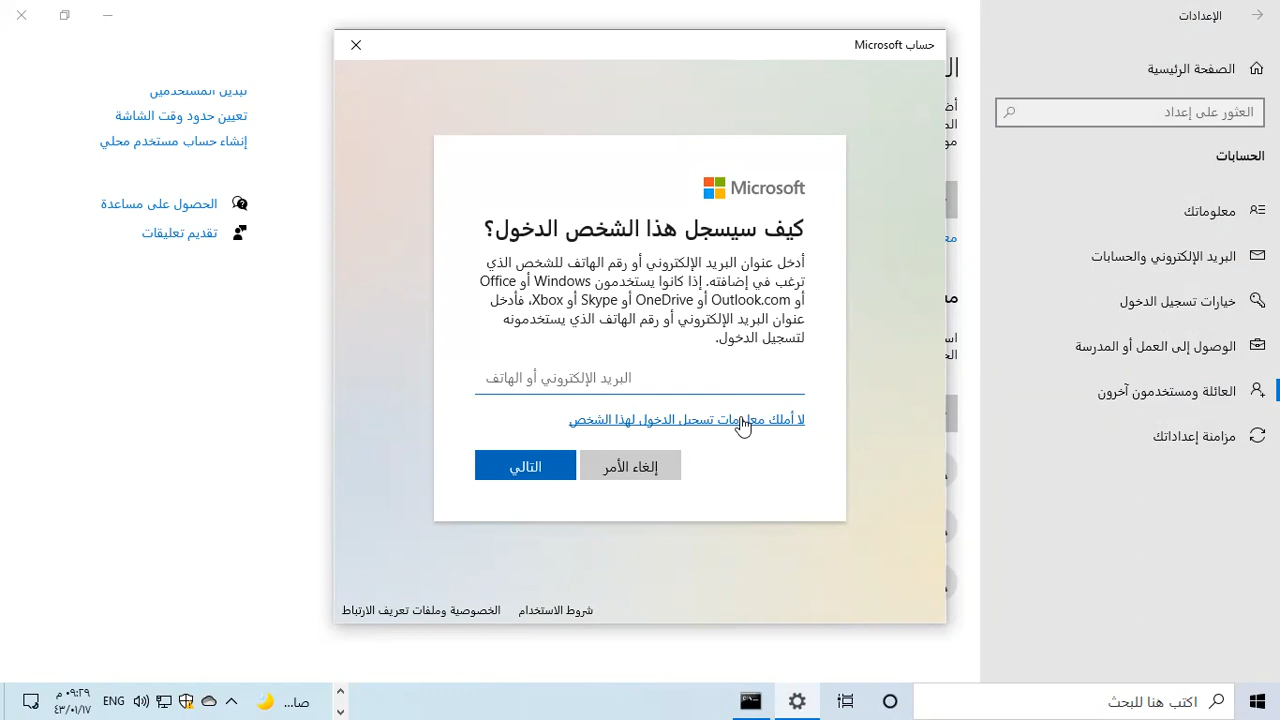 الإعدادات
الصفحة الرئيسية
العثور على إعداد
الحسابات
معلوماتك
البريد الإلكتروني والحسابات
خيارات تسجيل الدخول
الوصول إلى العمل أو المدرسة
العائلة ومستخدمون آخرون
مزامنة إعداداتك
حساب Microsoft
Microsoft
كيف سيسجل هذا الشخص الدخول؟
أدخل عنوان البريد الإلكتروني أو رقم الهاتف للشخص الذي
ترغب في إضافته. إذا كانوا يستخدمون Windows أو Office
أو Outlook.com أو OneDrive أو Skype أو Xbox، فأدخل
عنوان البريد الإلكتروني أو رقم الهاتف الذي يستخدمونه
لتسجيل الدخول.
البريد الإلكتروني أو الهاتف
لا أملك معلومات تسجيل الدخول لهذا الشخص
إلغاء الأمر
التالي
شروط الاستخدام
الخصوصية وملفات تعريف الارتباط
تبديل المستخدمين
تعيين حدود وقت الشاشة
إنشاء حساب مستخدم محلي
الحصول على مساعدة
تقديم تعليقات
اكتب هنا للبحث
صا...
ENG
٠٩:٢٩ م
٤٣/٠١/١٧